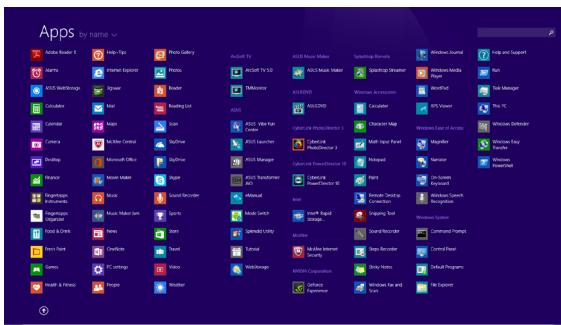 Apps by name
Adobe Reader X
Alarms
ASUS WebStorage
Calculator
Calendar
Camera
Desktop
Finance
Fingertapps Instruments
Fingertapps Organizer
Food & Drink
Fresh Paint
Games
Health & Fitness
Help+Tips
Internet Explorer
Jigsaw
Mail
Maps
McAfee Central
Microsoft Office
Movie Maker
Music
Music Maker Jam
News
OneNote
PC settings
People
Photo Gallery
Photos
Reader
Reading List
Scan
SkyDrive
SkyDrive
Skype
Sound Recorder
Sports
Store
Travel
Video
Weather
ArcSoft TV
ArcSoft TV 5.0
TMMonitor
ASUS
ASUS Vibe Fun Center
ASUS Launcher
ASUS Manager
ASUS Transformer AiO
eManual
Mode Switch
Splendid Utility
Tutorial
WebStorage
ASUS Music Maker
ASUS Music Maker
ASUSDVD
ASUSDVD
CyberLink PhotoDirector 3
CyberLink PhotoDirector 3
CyberLink PowerDirector 10
CyberLink PowerDirector 10
Intel
Intel® Rapid Storage...
McAfee
McAfee Internet Security
NVIDIA Corporation
GeForce Experience
Splashtop Remote
Splashtop Streamer
Windows Accessories
Calculator
Character Map
Math Input Panel
Notepad
Paint
Remote Desktop Connection
Snipping Tool
Sound Recorder
Steps Recorder
Sticky Notes
Windows Fax and Scan
Windows Journal
Windows Media Player
WordPad
XPS Viewer
Windows Ease of Access
Magnifier
Narrator
On-Screen Keyboard
Windows Speech Recognition
Windows System
Command Prompt
Control Panel
Default Programs
File Explorer
Help and Support
Run
Task Manager
This PC
Windows Defender
Windows Easy Transfer
Windows PowerShell